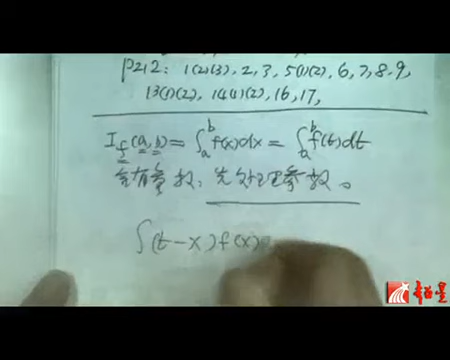 P212: 1(2)(3), 2, 3, 5(1)(2), 6, 7, 8, 9,
13(1)(2), 14(1)(2), 16, 17,
I_f(a,b) = ∫_a^b f(x)dx = ∫_a^b f(t)dt
含有参数，先处理参数。
∫(t-x)f(x)